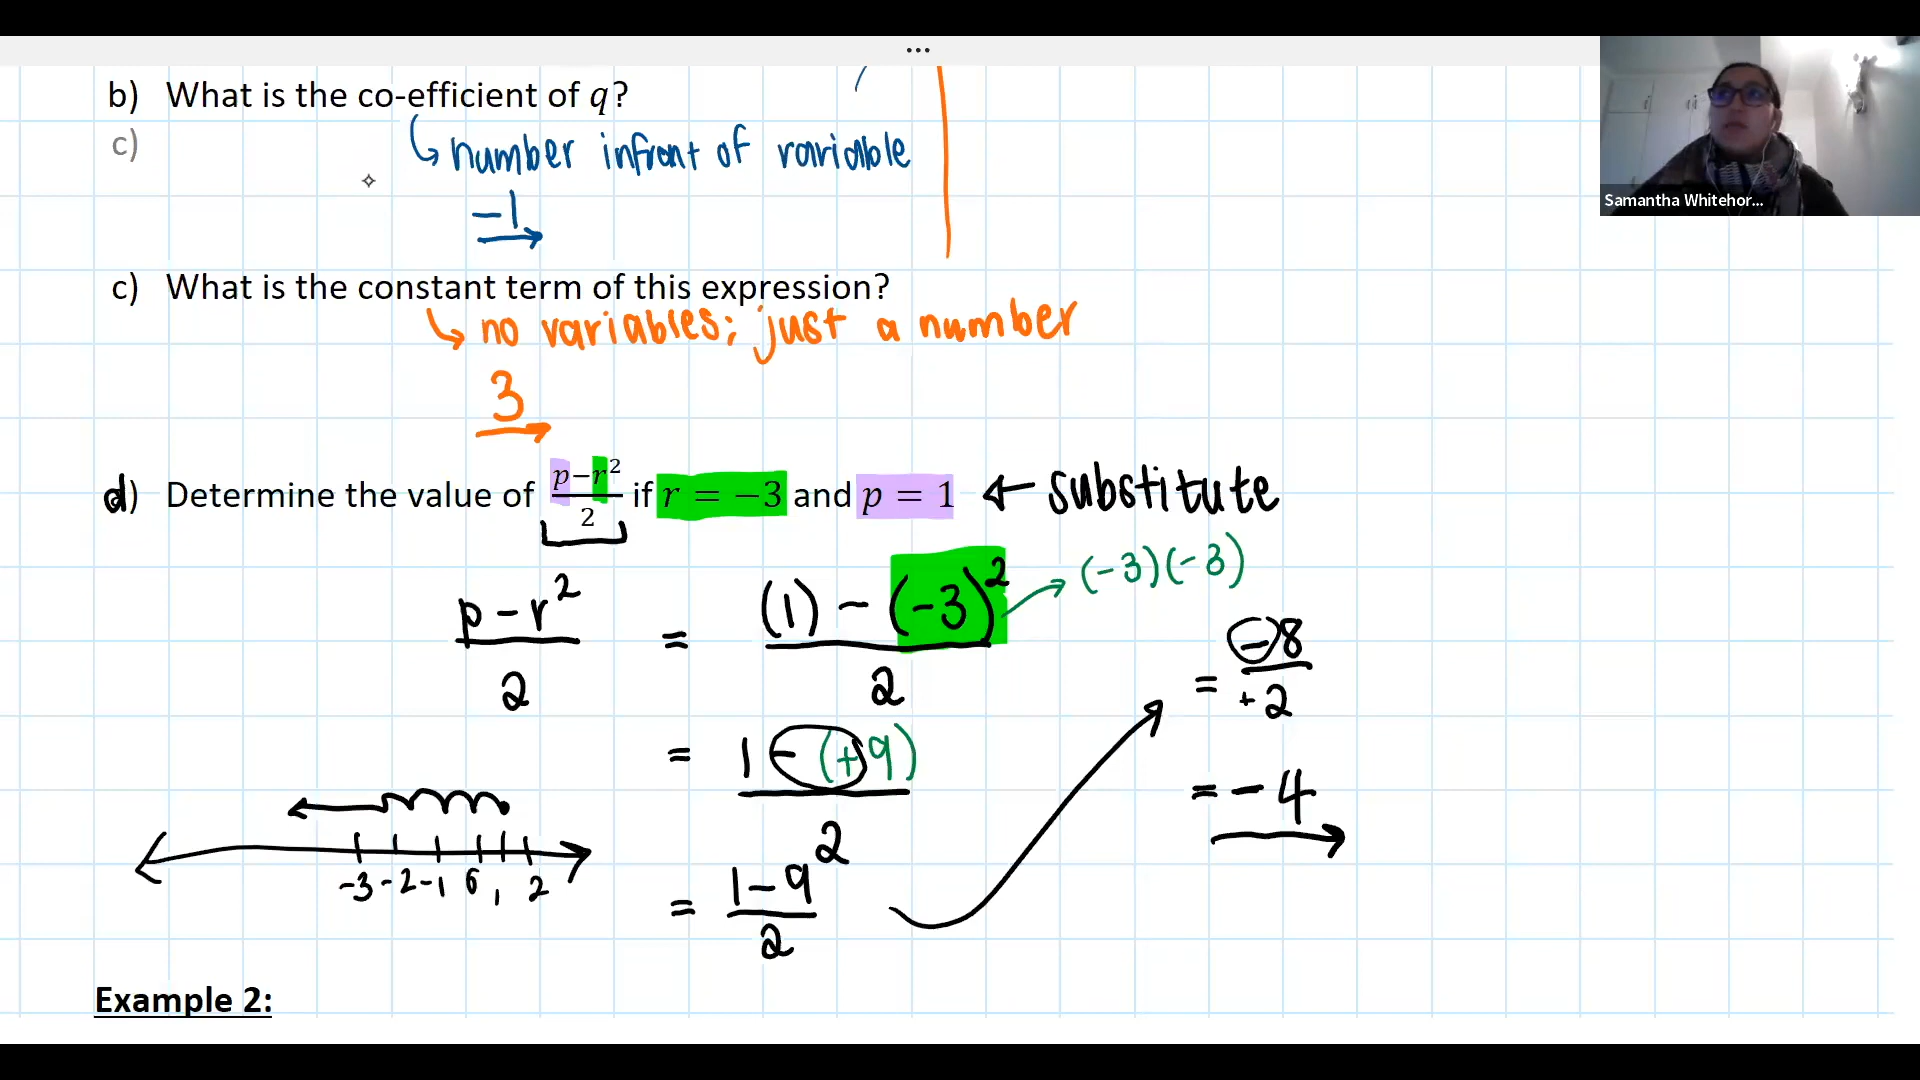 b) What is the co-efficient of q?
c)
↳ number infront of variable
-1
Samantha Whitehor...
c) What is the constant term of this expression?
↳ no variables; just a number
3
d) Determine the value of (p-r²)/2 if r = -3 and p = 1 ← substitute
(p - r²)/2 = ((1) - (-3)²)/2 → (-3)(-3)
= (1 - (+9))/2
= (1 - 9)/2
= -8/+2
= -4
-3 -2 -1 0 1 2
Example 2: